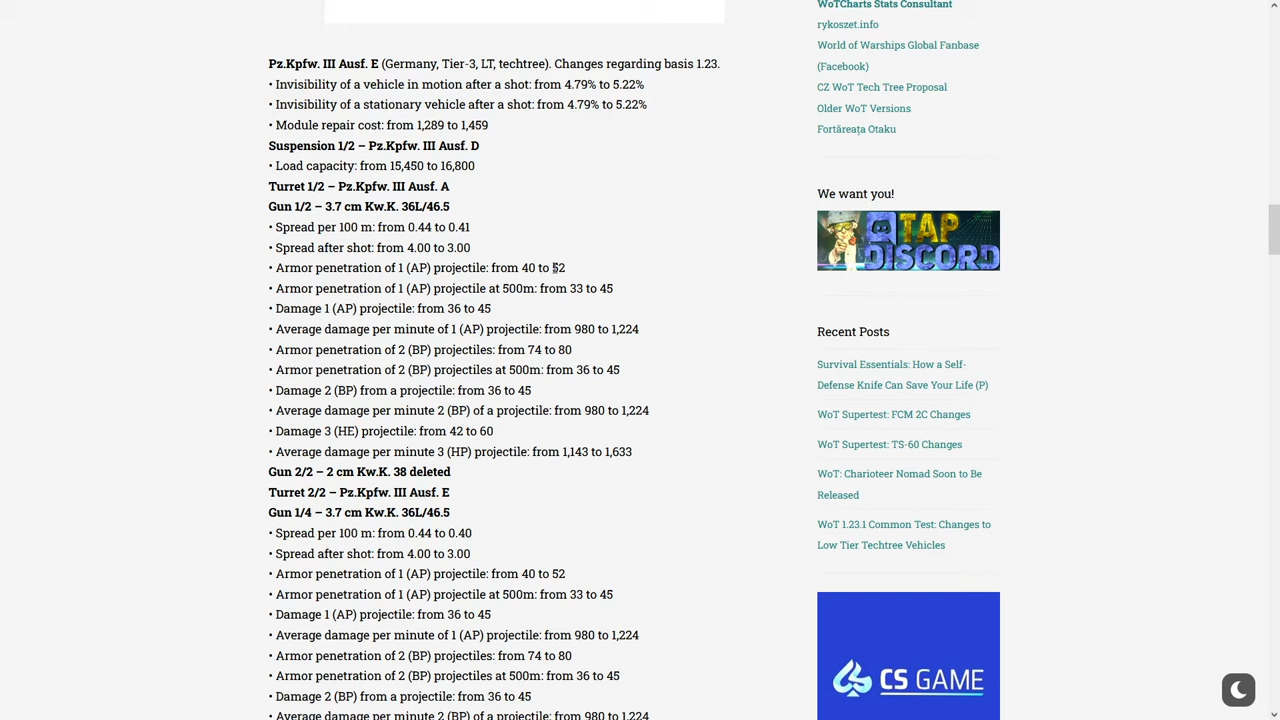 Pz.Kpfw. III Ausf. E (Germany, Tier-3, LT, techtree). Changes regarding basis 1.23.
• Invisibility of a vehicle in motion after a shot: from 4.79% to 5.22%
• Invisibility of a stationary vehicle after a shot: from 4.79% to 5.22%
• Module repair cost: from 1,289 to 1,459
Suspension 1/2 – Pz.Kpfw. III Ausf. D
• Load capacity: from 15,450 to 16,800
Turret 1/2 – Pz.Kpfw. III Ausf. A
Gun 1/2 – 3.7 cm Kw.K. 36L/46.5
• Spread per 100 m: from 0.44 to 0.41
• Spread after shot: from 4.00 to 3.00
• Armor penetration of 1 (AP) projectile: from 40 to 52
• Armor penetration of 1 (AP) projectile at 500m: from 33 to 45
• Damage 1 (AP) projectile: from 36 to 45
• Average damage per minute of 1 (AP) projectile: from 980 to 1,224
• Armor penetration of 2 (BP) projectiles: from 74 to 80
• Armor penetration of 2 (BP) projectiles at 500m: from 36 to 45
• Damage 2 (BP) from a projectile: from 36 to 45
• Average damage per minute 2 (BP) of a projectile: from 980 to 1,224
• Damage 3 (HE) projectile: from 42 to 60
• Average damage per minute 3 (HP) projectile: from 1,143 to 1,633
Gun 2/2 – 2 cm Kw.K. 38 deleted
Turret 2/2 – Pz.Kpfw. III Ausf. E
Gun 1/4 – 3.7 cm Kw.K. 36L/46.5
• Spread per 100 m: from 0.44 to 0.40
• Spread after shot: from 4.00 to 3.00
• Armor penetration of 1 (AP) projectile: from 40 to 52
• Armor penetration of 1 (AP) projectile at 500m: from 33 to 45
• Damage 1 (AP) projectile: from 36 to 45
• Average damage per minute of 1 (AP) projectile: from 980 to 1,224
• Armor penetration of 2 (BP) projectiles: from 74 to 80
• Armor penetration of 2 (BP) projectiles at 500m: from 36 to 45
• Damage 2 (BP) from a projectile: from 36 to 45
• Average damage per minute 2 (BP) of a projectile: from 980 to 1,224
WoTCharts Stats Consultant
rykoszet.info
World of Warships Global Fanbase
(Facebook)
CZ WoT Tech Tree Proposal
Older WoT Versions
Fortăreața Otaku
We want you!
TAP
DISCORD
Recent Posts
Survival Essentials: How a Self-
Defense Knife Can Save Your Life (P)
WoT Supertest: FCM 2C Changes
WoT Supertest: TS-60 Changes
WoT: Charioteer Nomad Soon to Be
Released
WoT 1.23.1 Common Test: Changes to
Low Tier Techtree Vehicles
CS GAME